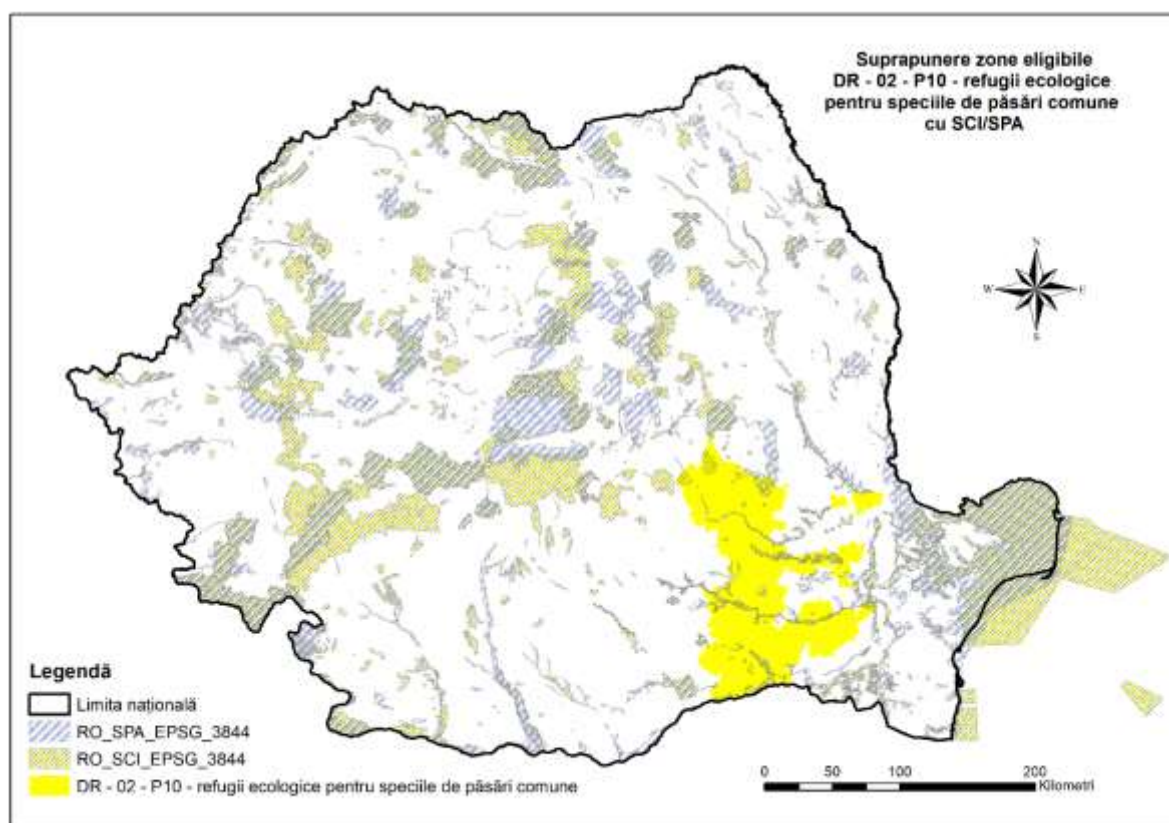 Suprapunere zone eligibile
DR - 02 - P10 - refugii ecologice
pentru speciile de păsări comune
cu SCI/SPA
N
W E
S
Legendă
Limita națională
RO_SPA_EPSG_3844
RO_SCI_EPSG_3844
DR - 02 - P10 - refugii ecologice pentru speciile de păsări comune
0 50 100 200
Kilometri